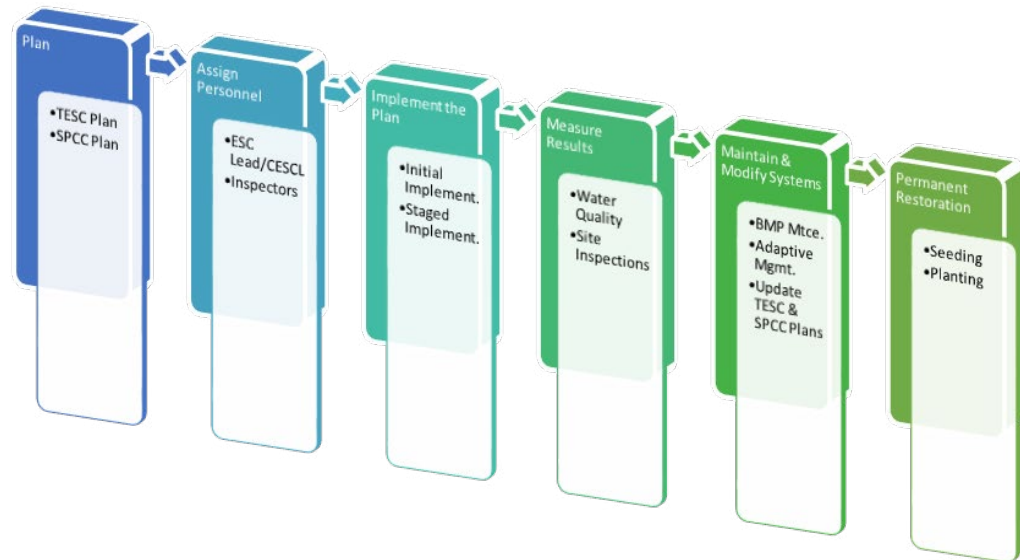 Plan
•TESC Plan
•SPCC Plan
Assign
Personnel
•ESC
Lead/CESCL
•Inspectors
Implement the
Plan
•Initial
Implement.
•Staged
Implement.
Measure
Results
•Water
Quality
•Site
Inspections
Maintain &
Modify Systems
•BMP Mtce.
•Adaptive
Mgmt.
•Update
TESC &
SPCC Plans
Permanent
Restoration
•Seeding
•Planting